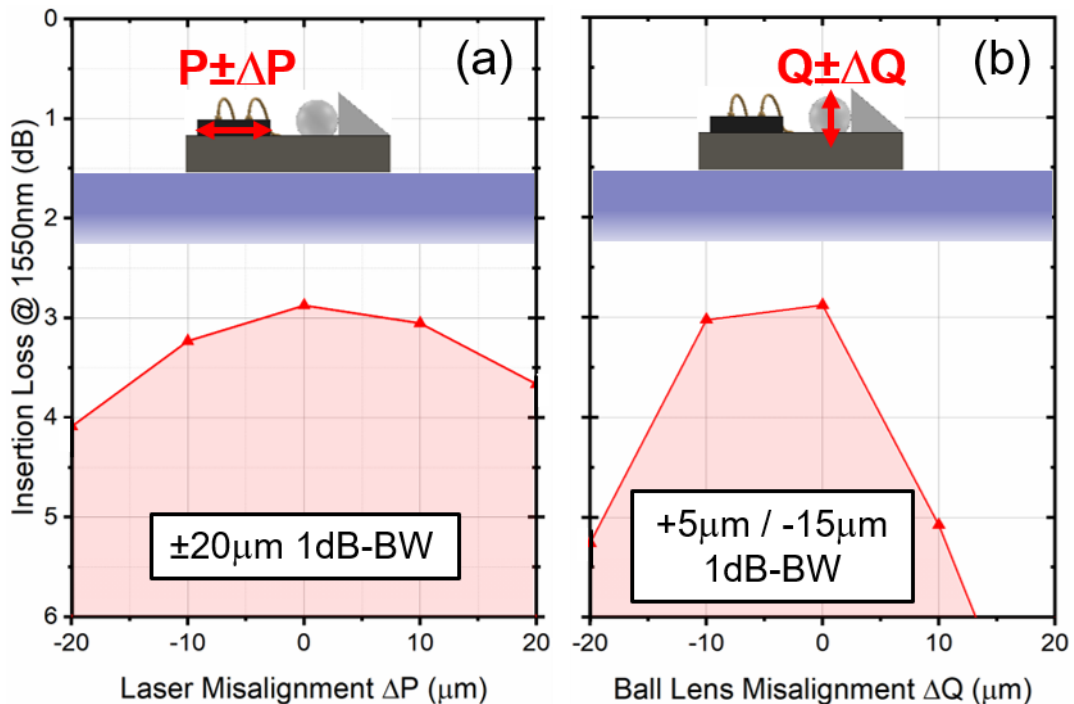 (a)
P±ΔP
Insertion Loss @ 1550nm (dB)
0
1
2
3
4
5
6
±20μm 1dB-BW
-20
-10
0
10
20
Laser Misalignment ΔP (μm)
(b)
Q±ΔQ
+5μm / -15μm
1dB-BW
-20
-10
0
10
20
Ball Lens Misalignment ΔQ (μm)